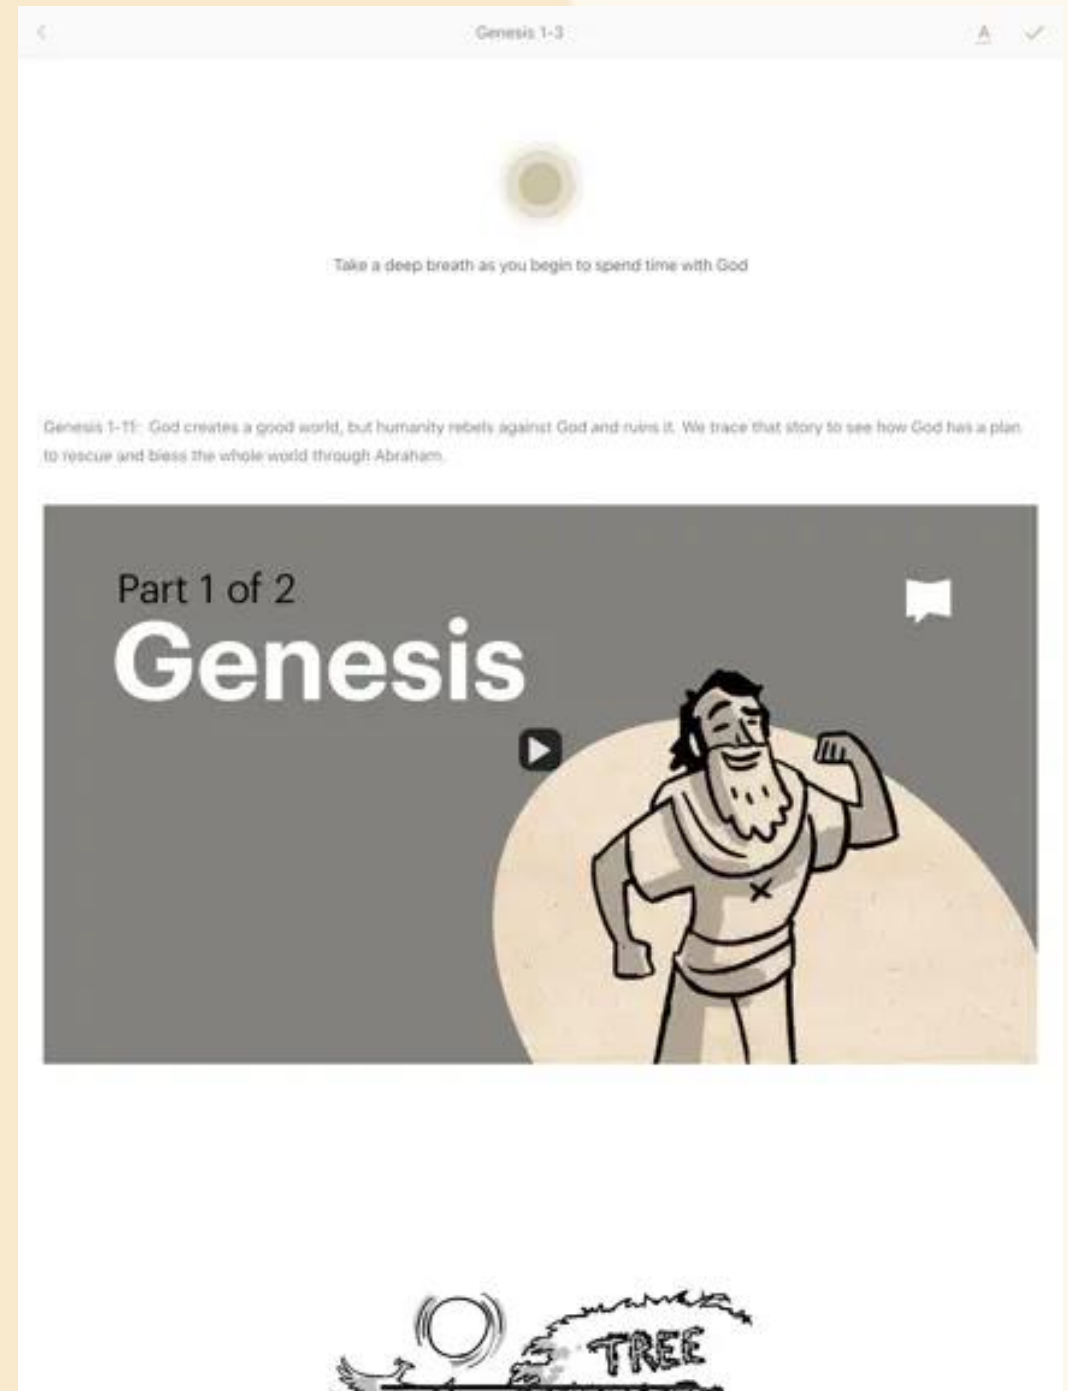 Genesis 1-3
A
Take a deep breath as you begin to spend time with God
Genesis 1-11: God creates a good world, but humanity rebels against God and ruins it. We trace that story to see how God has a plan
to rescue and bless the whole world through Abraham.
Part 1 of 2
Genesis
TREE